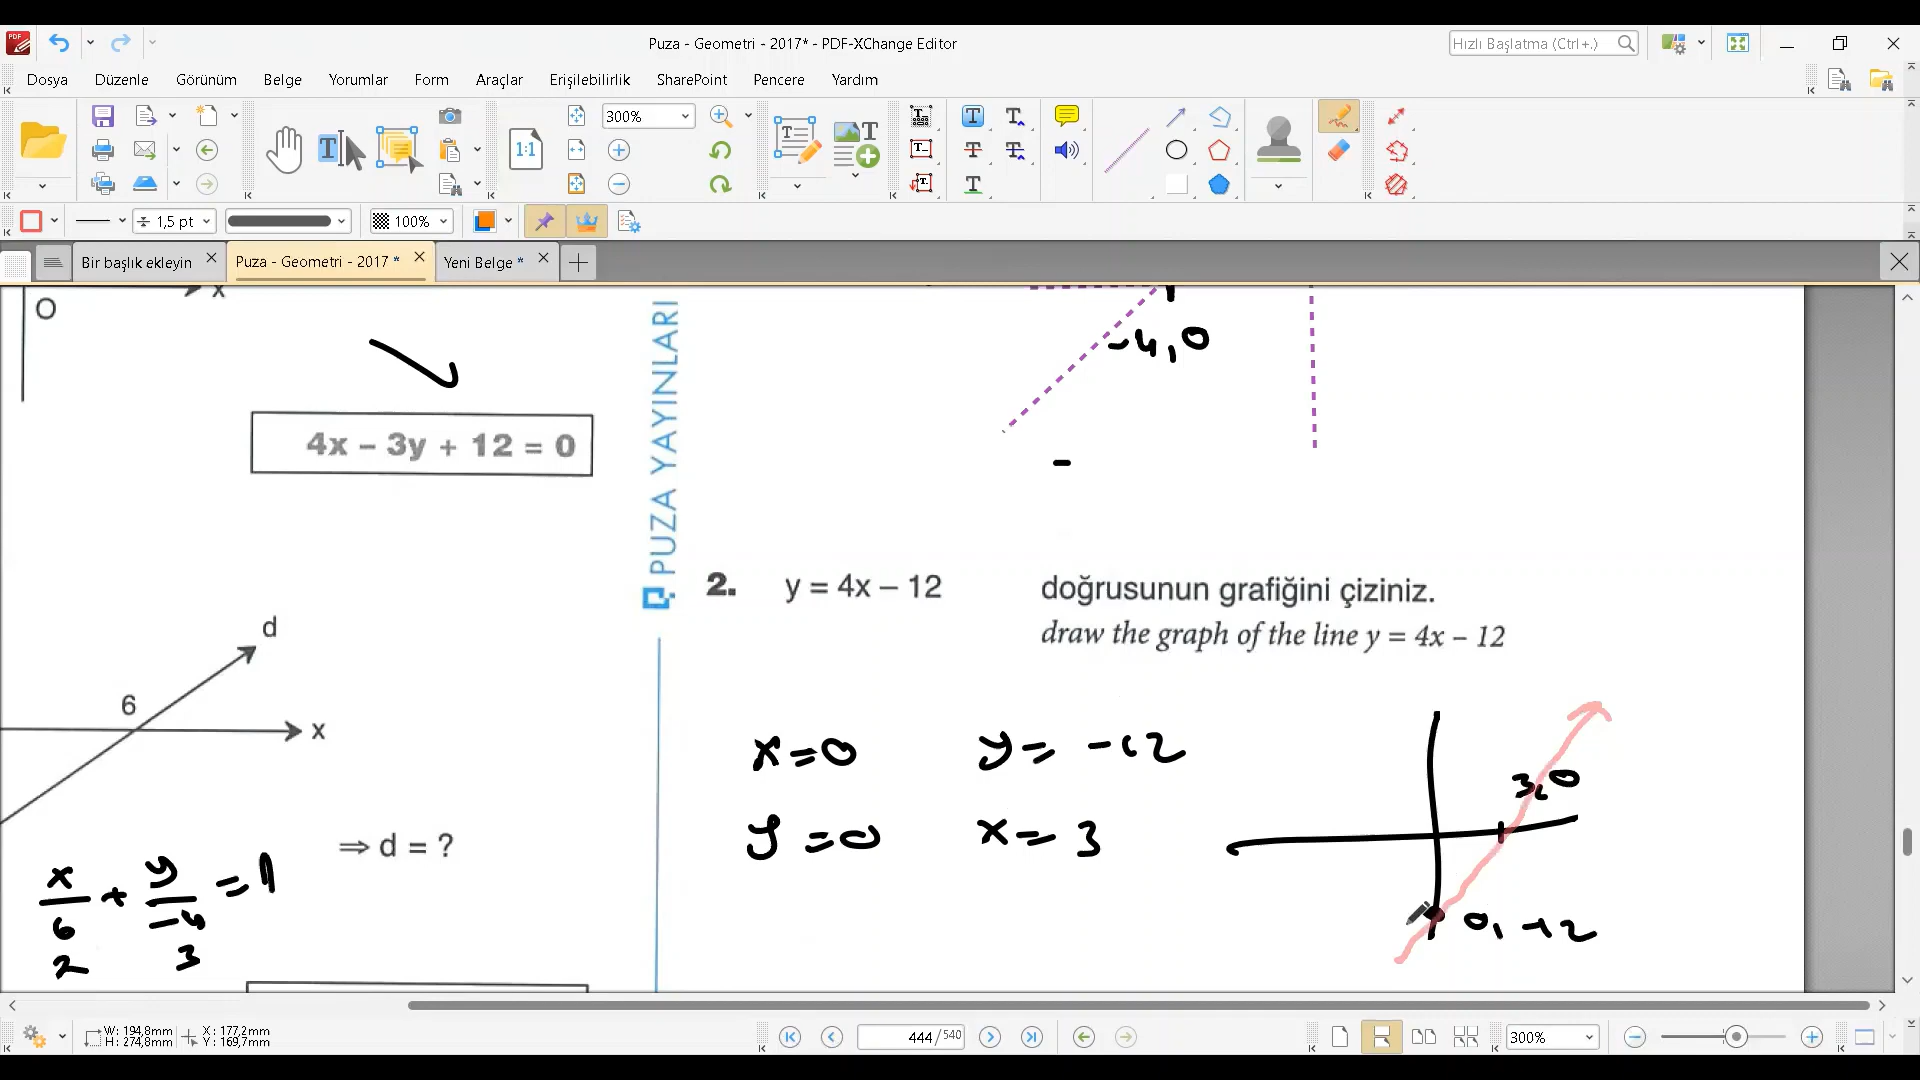 Puza - Geometri - 2017* - PDF-XChange Editor
Hızlı Başlatma (Ctrl+.)
Dosya Düzenle Görünüm Belge Yorumlar Form Araçlar Erişilebilirlik SharePoint Pencere Yardım
300%
1:1
1,5 pt
100%
Bir başlık ekleyin
Puza - Geometri - 2017 *
Yeni Belge *
O
x
4x – 3y + 12 = 0
d
6
x
⇒ d = ?
x/6 + y/-4 = 1
2 3
PUZA YAYINLARI
-4,0
-
2. y = 4x – 12 doğrusunun grafiğini çiziniz.
draw the graph of the line y = 4x – 12
x=0 y= -12
y=0 x= 3
3,0
0, -12
W: 194,8mm
H: 274,8mm
X: 177,2mm
Y: 169,7mm
444/540
300%